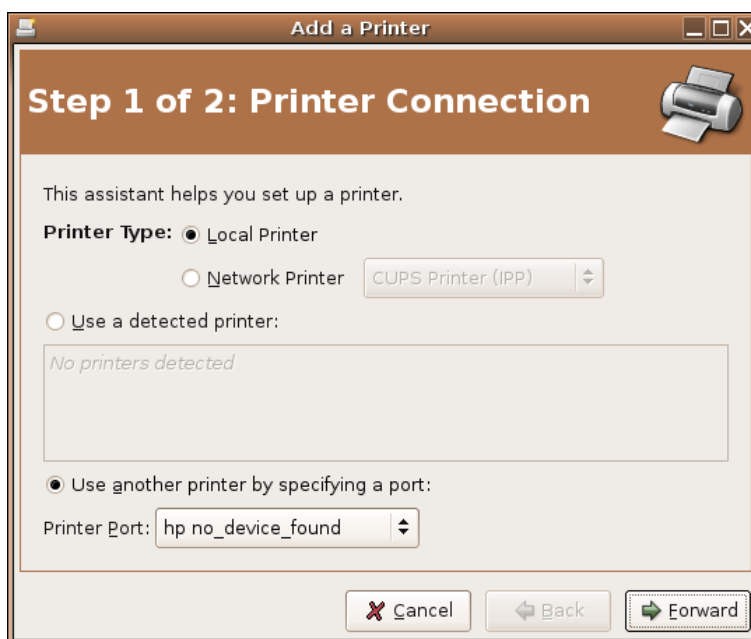 Add a Printer
Step 1 of 2: Printer Connection
This assistant helps you set up a printer.
Printer Type: Local Printer
Network Printer CUPS Printer (IPP)
Use a detected printer:
No printers detected
Use another printer by specifying a port:
Printer Port: hp no_device_found
Cancel Back Forward